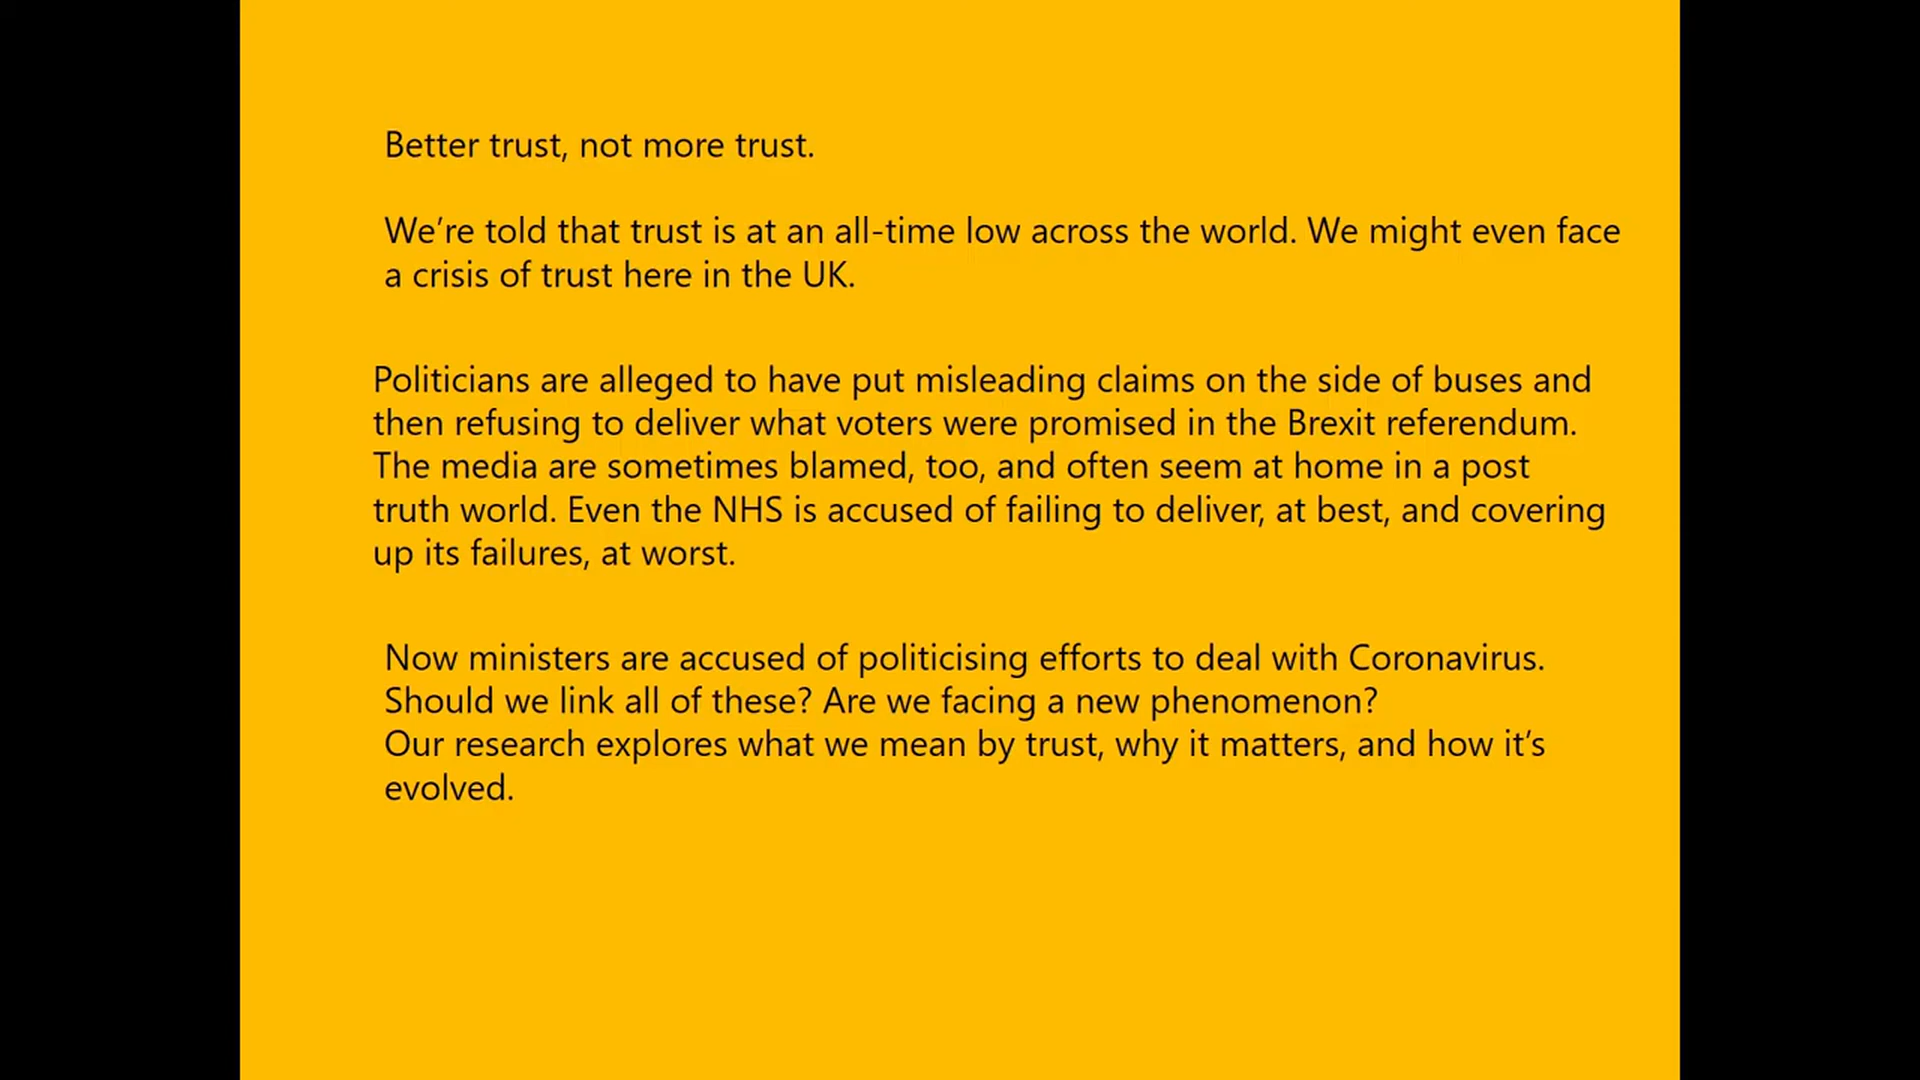 Better trust, not more trust.
We’re told that trust is at an all-time low across the world. We might even face
a crisis of trust here in the UK.
Politicians are alleged to have put misleading claims on the side of buses and
then refusing to deliver what voters were promised in the Brexit referendum.
The media are sometimes blamed, too, and often seem at home in a post
truth world. Even the NHS is accused of failing to deliver, at best, and covering
up its failures, at worst.
Now ministers are accused of politicising efforts to deal with Coronavirus.
Should we link all of these? Are we facing a new phenomenon?
Our research explores what we mean by trust, why it matters, and how it’s
evolved.